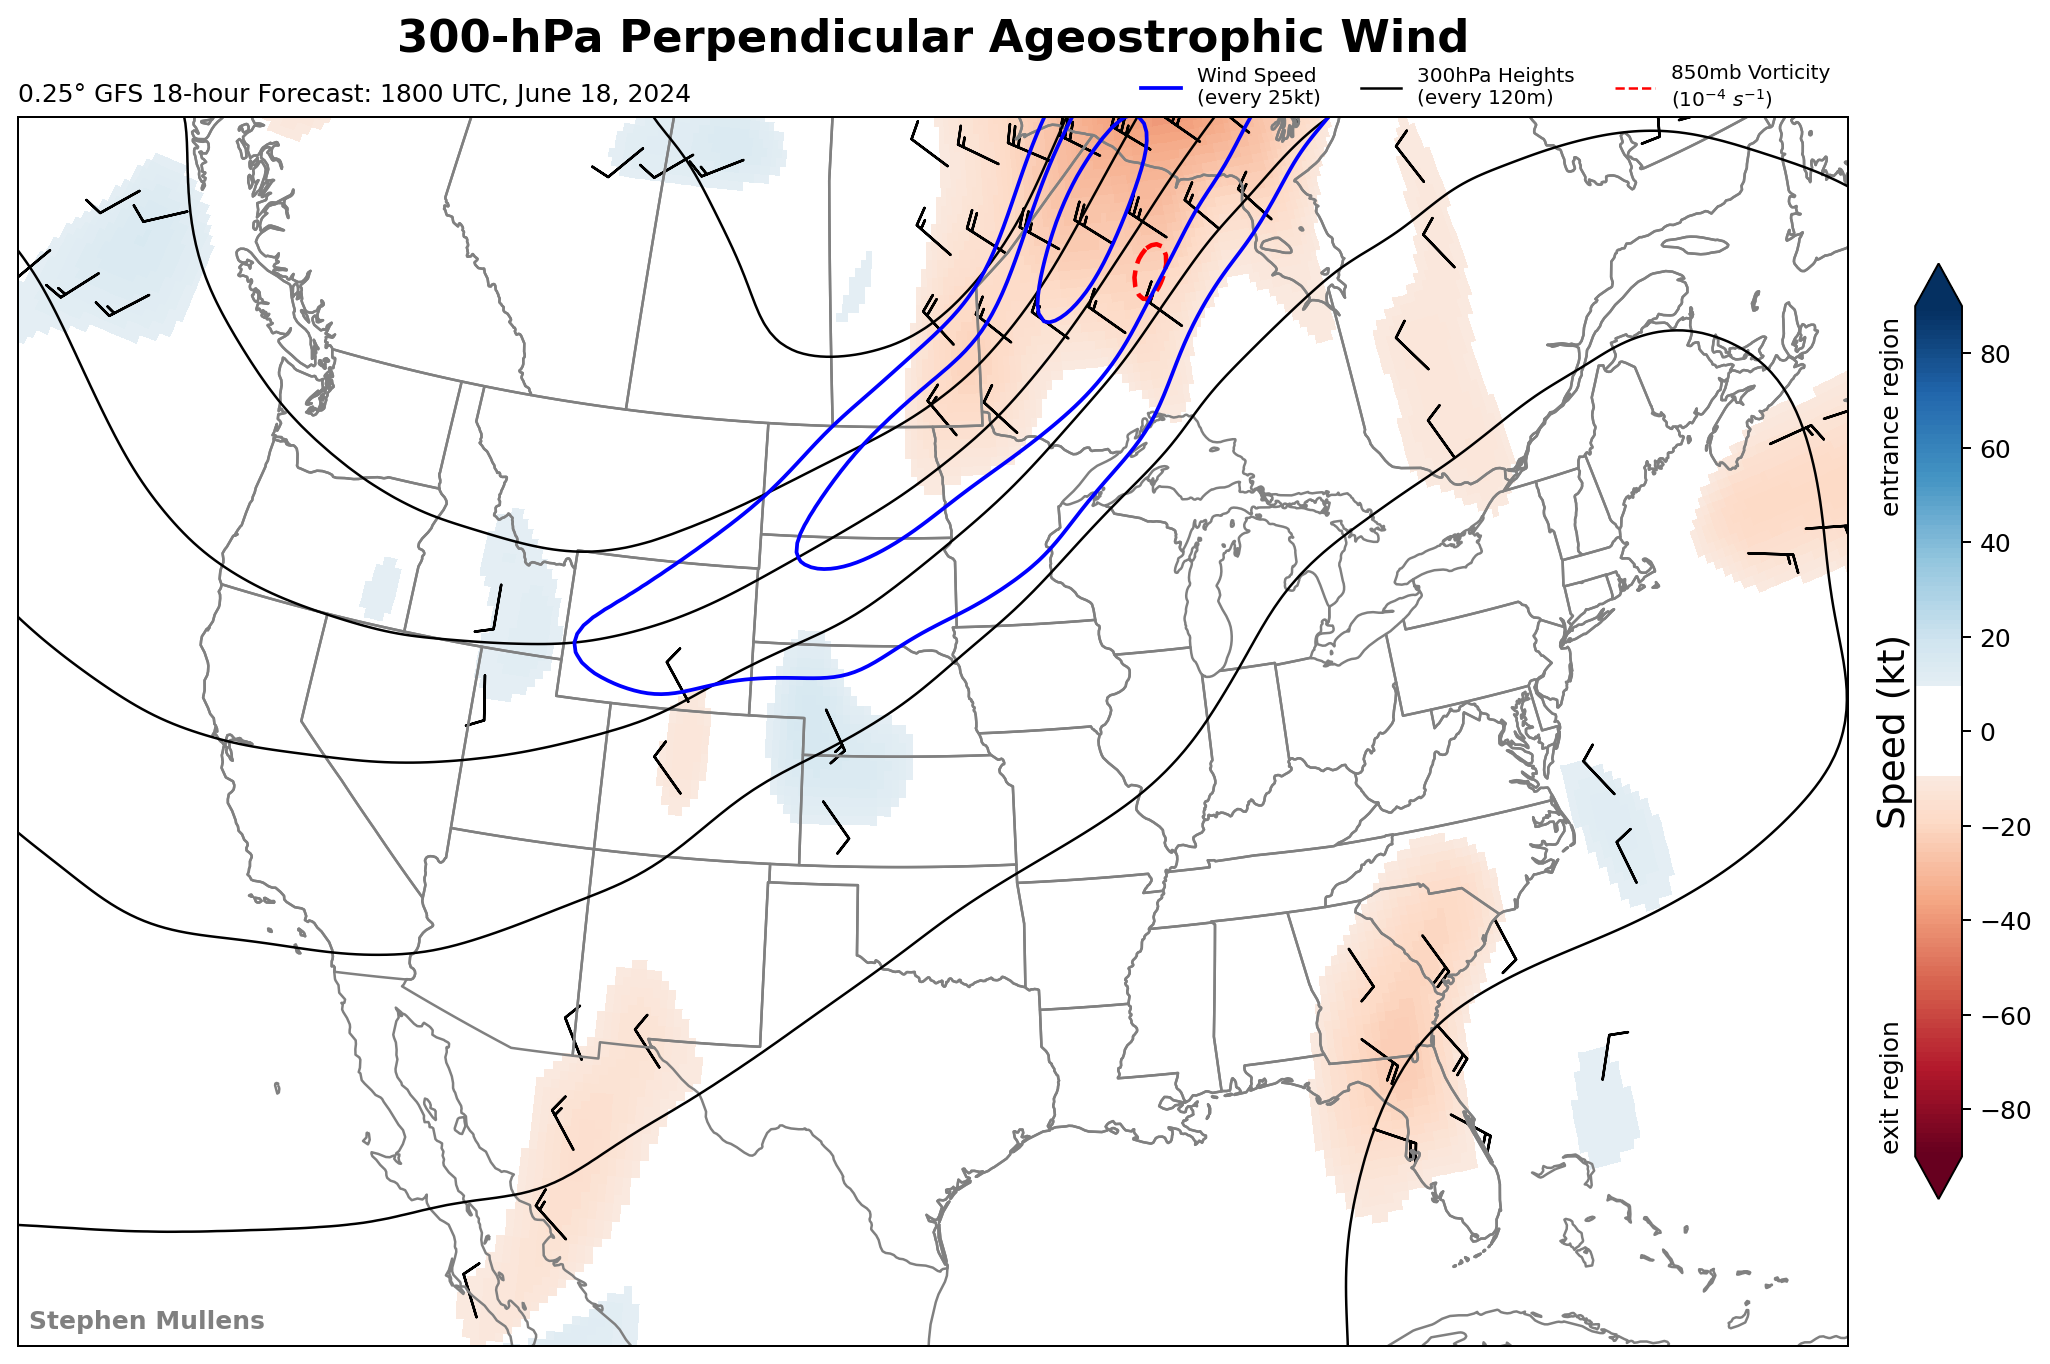 300-hPa Perpendicular Ageostrophic Wind
0.25° GFS 18-hour Forecast: 1800 UTC, June 18, 2024
Wind Speed
(every 25kt)
300hPa Heights
(every 120m)
850mb Vorticity
(10⁻⁴ s⁻¹)
entrance region
Speed (kt)
exit region
80
60
40
20
0
−20
−40
−60
−80
Stephen Mullens